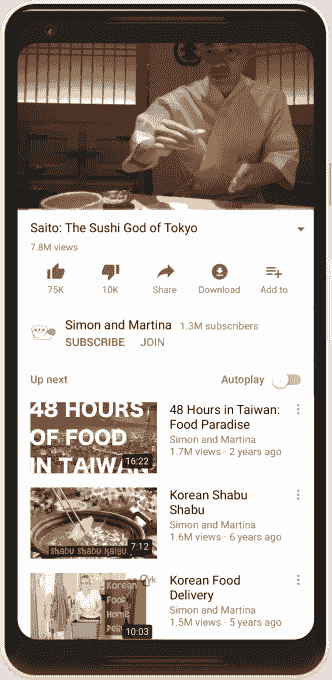 Saito: The Sushi God of Tokyo
7.8M views
75K
10K
Share
Download
Add to
Simon and Martina 1.3M subscribers
SUBSCRIBE JOIN
Up next
Autoplay
48 HOURS
OF FOOD
IN TAIWAN
16:22
48 Hours in Taiwan:
Food Paradise
Simon and Martina
1.7M views · 2 years ago
shabu shabu kaigu
7:12
Korean Shabu
Shabu
Simon and Martina
1.6M views · 6 years ago
Korean
Food
Home
10:03
Korean Food
Delivery
Simon and Martina
1.5M views · 5 years ago